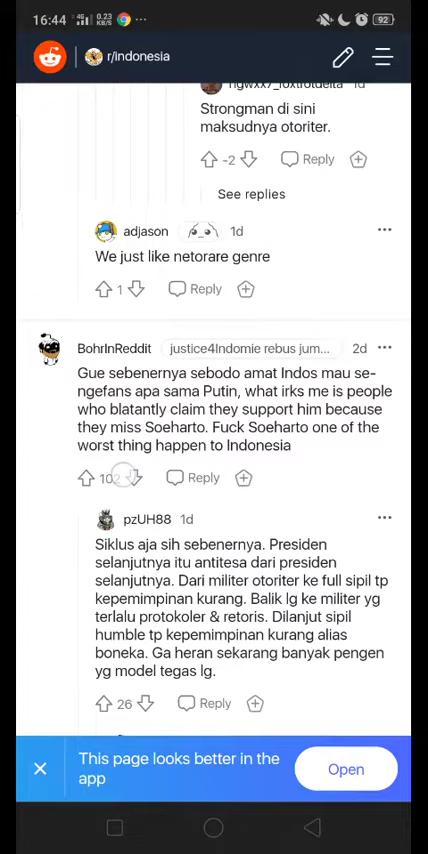 16:44 4G 0.23 KB/S 92
r/indonesia
Strongman di sini
maksudnya otoriter.
-2 Reply
See replies
adjason 1d
We just like netorare genre
1 Reply
BohrInReddit justice4Indomie rebus jum... 2d
Gue sebenernya sebodo amat Indos mau se-
ngefans apa sama Putin, what irks me is people
who blatantly claim they support him because
they miss Soeharto. Fuck Soeharto one of the
worst thing happen to Indonesia
102 Reply
pzUH88 1d
Siklus aja sih sebenernya. Presiden
selanjutnya itu antitesa dari presiden
selanjutnya. Dari militer otoriter ke full sipil tp
kepemimpinan kurang. Balik lg ke militer yg
terlalu protokoler & retoris. Dilanjut sipil
humble tp kepemimpinan kurang alias
boneka. Ga heran sekarang banyak pengen
yg model tegas lg.
26 Reply
This page looks better in the
app
Open